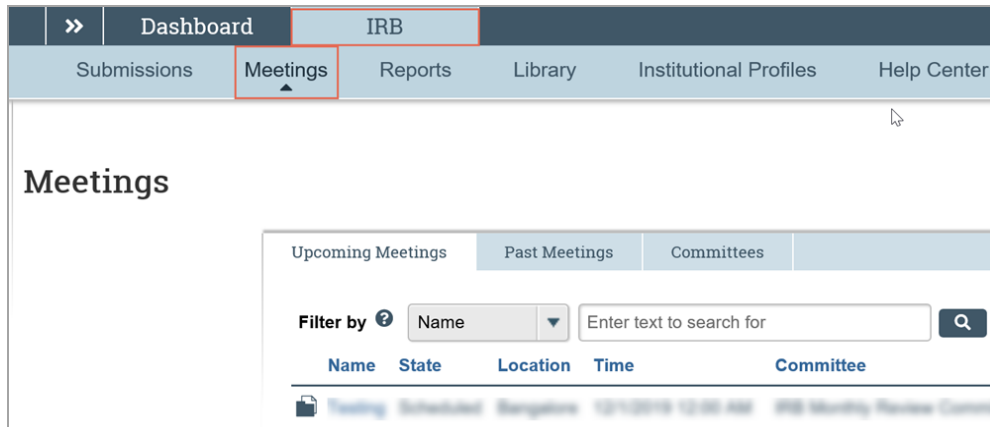 Dashboard IRB
Submissions Meetings Reports Library Institutional Profiles Help Center
Meetings
Upcoming Meetings Past Meetings Committees
Filter by Name Enter text to search for
Name State Location Time Committee